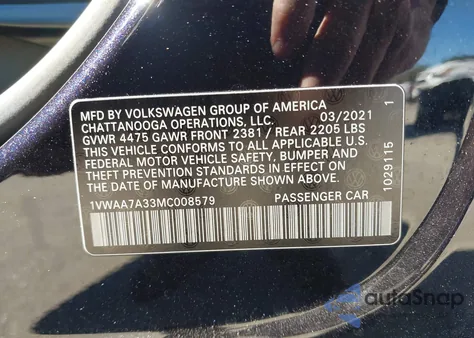 MFD BY VOLKSWAGEN GROUP OF AMERICA
CHATTANOOGA OPERATIONS, LLC. 03/2021 1
GVWR 4475 GAWR FRONT 2381 / REAR 2205 LBS
THIS VEHICLE CONFORMS TO ALL APPLICABLE U.S.
FEDERAL MOTOR VEHICLE SAFETY, BUMPER AND
THEFT PREVENTION STANDARDS IN EFFECT ON
THE DATE OF MANUFACTURE SHOWN ABOVE.
1VWAA7A33MC008579 PASSENGER CAR
1029115
autoSnap